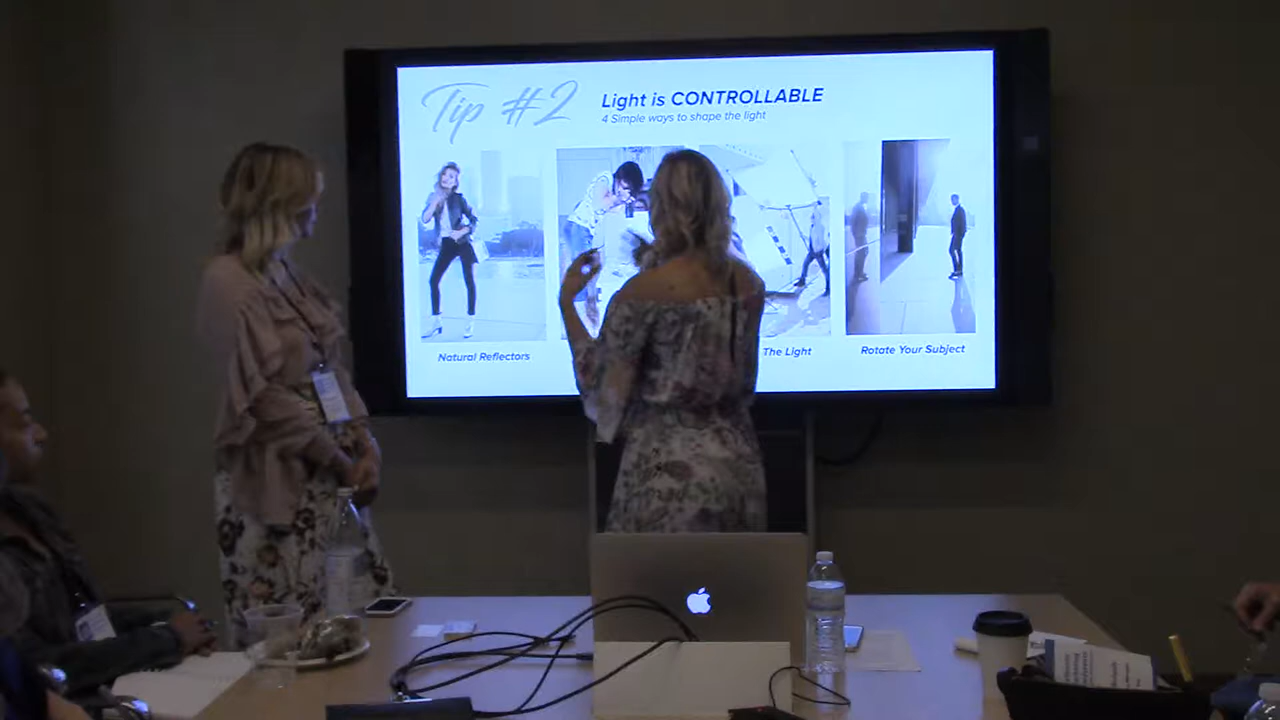 Tip #2
Light is CONTROLLABLE
4 Simple ways to shape the light
Natural Reflectors
The Light
Rotate Your Subject